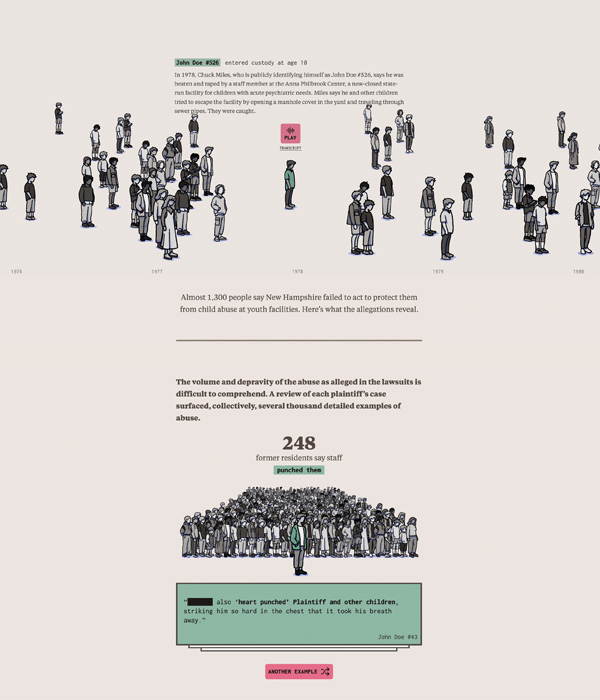 John Doe #526 entered custody at age 10
In 1978, Chuck Miles, who is publicly identifying himself as John Doe #526, says he was
beaten and raped by a staff member at the Anna Philbrook Center, a now-closed state-
run facility for children with acute psychiatric needs. Miles says he and other children
tried to escape the facility by opening a manhole cover in the yard and traveling through
sewer pipes. They were caught.
PLAY
TRANSCRIPT
1976 1977 1978 1979 1980
Almost 1,300 people say New Hampshire failed to act to protect them
from child abuse at youth facilities. Here's what the allegations reveal.
The volume and depravity of the abuse as alleged in the lawsuits is
difficult to comprehend. A review of each plaintiff's case
surfaced, collectively, several thousand detailed examples of
abuse.
248
former residents say staff
punched them
" also 'heart punched' Plaintiff and other children,
striking him so hard in the chest that it took his breath
away."
John Doe #43
ANOTHER EXAMPLE